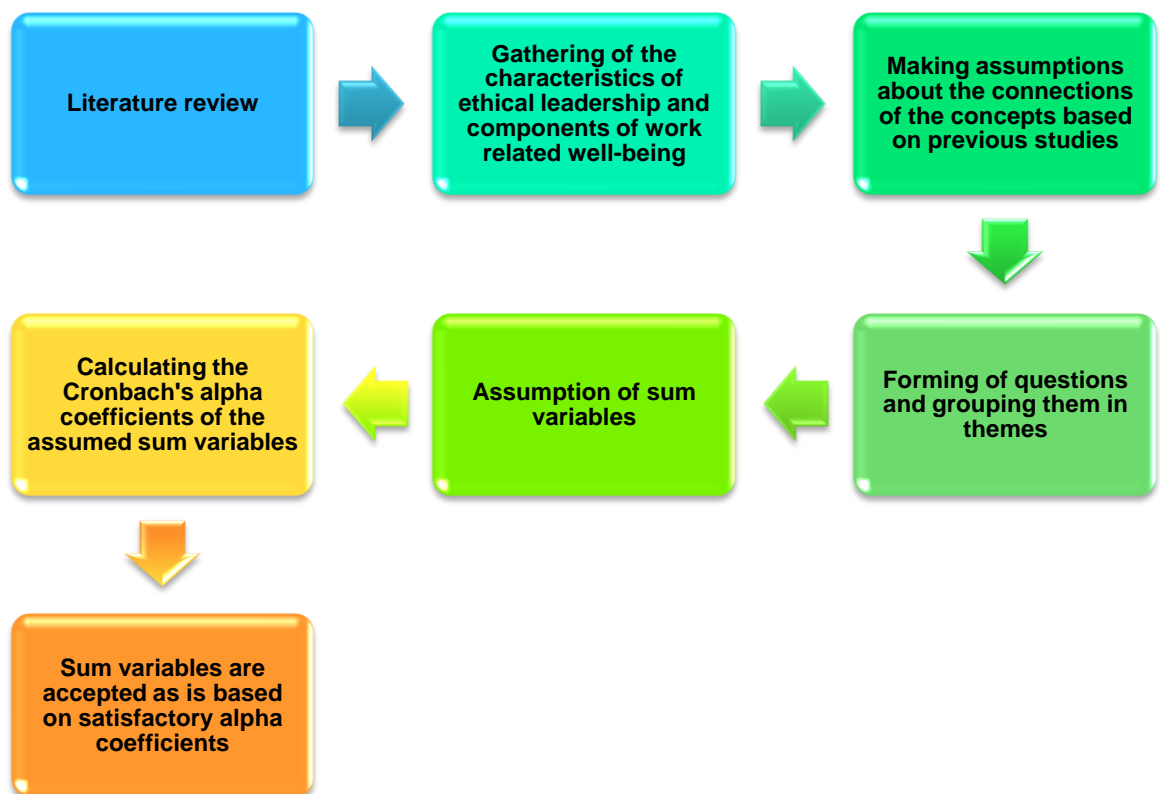 Literature review
Gathering of the
characteristics of
ethical leadership and
components of work
related well-being
Making assumptions
about the connections
of the concepts based
on previous studies
Forming of questions
and grouping them in
themes
Assumption of sum
variables
Calculating the
Cronbach's alpha
coefficients of the
assumed sum variables
Sum variables are
accepted as is based
on satisfactory alpha
coefficients